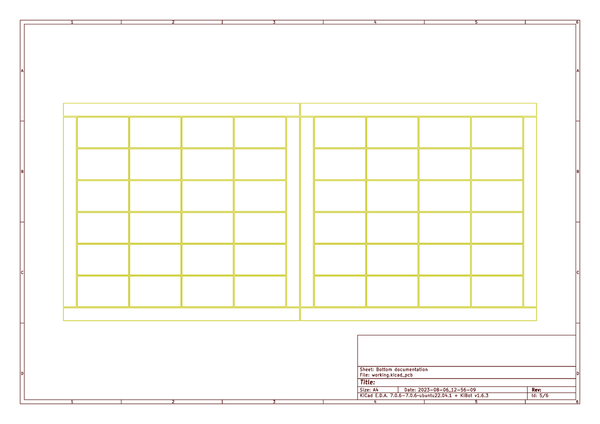 1 2 3 4 5 6
A A
B B
C C
D D
Sheet: Bottom documentation
File: working.kicad_pcb
Title:
Size: A4 Date: 2023-08-06_12-56-09 Rev:
KiCad E.D.A. 7.0.6-7.0.6~ubuntu22.04.1 + KiBot v1.6.3 Id: 5/6
1 2 3 4 5 6